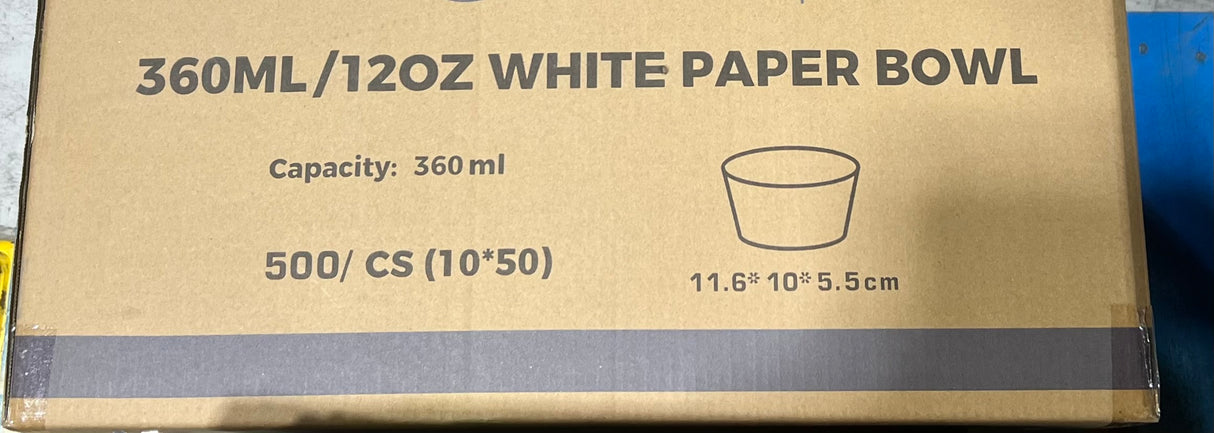 360ML/12OZ WHITE PAPER BOWL
Capacity: 360 ml
500/ CS (10*50)
11.6* 10* 5.5cm